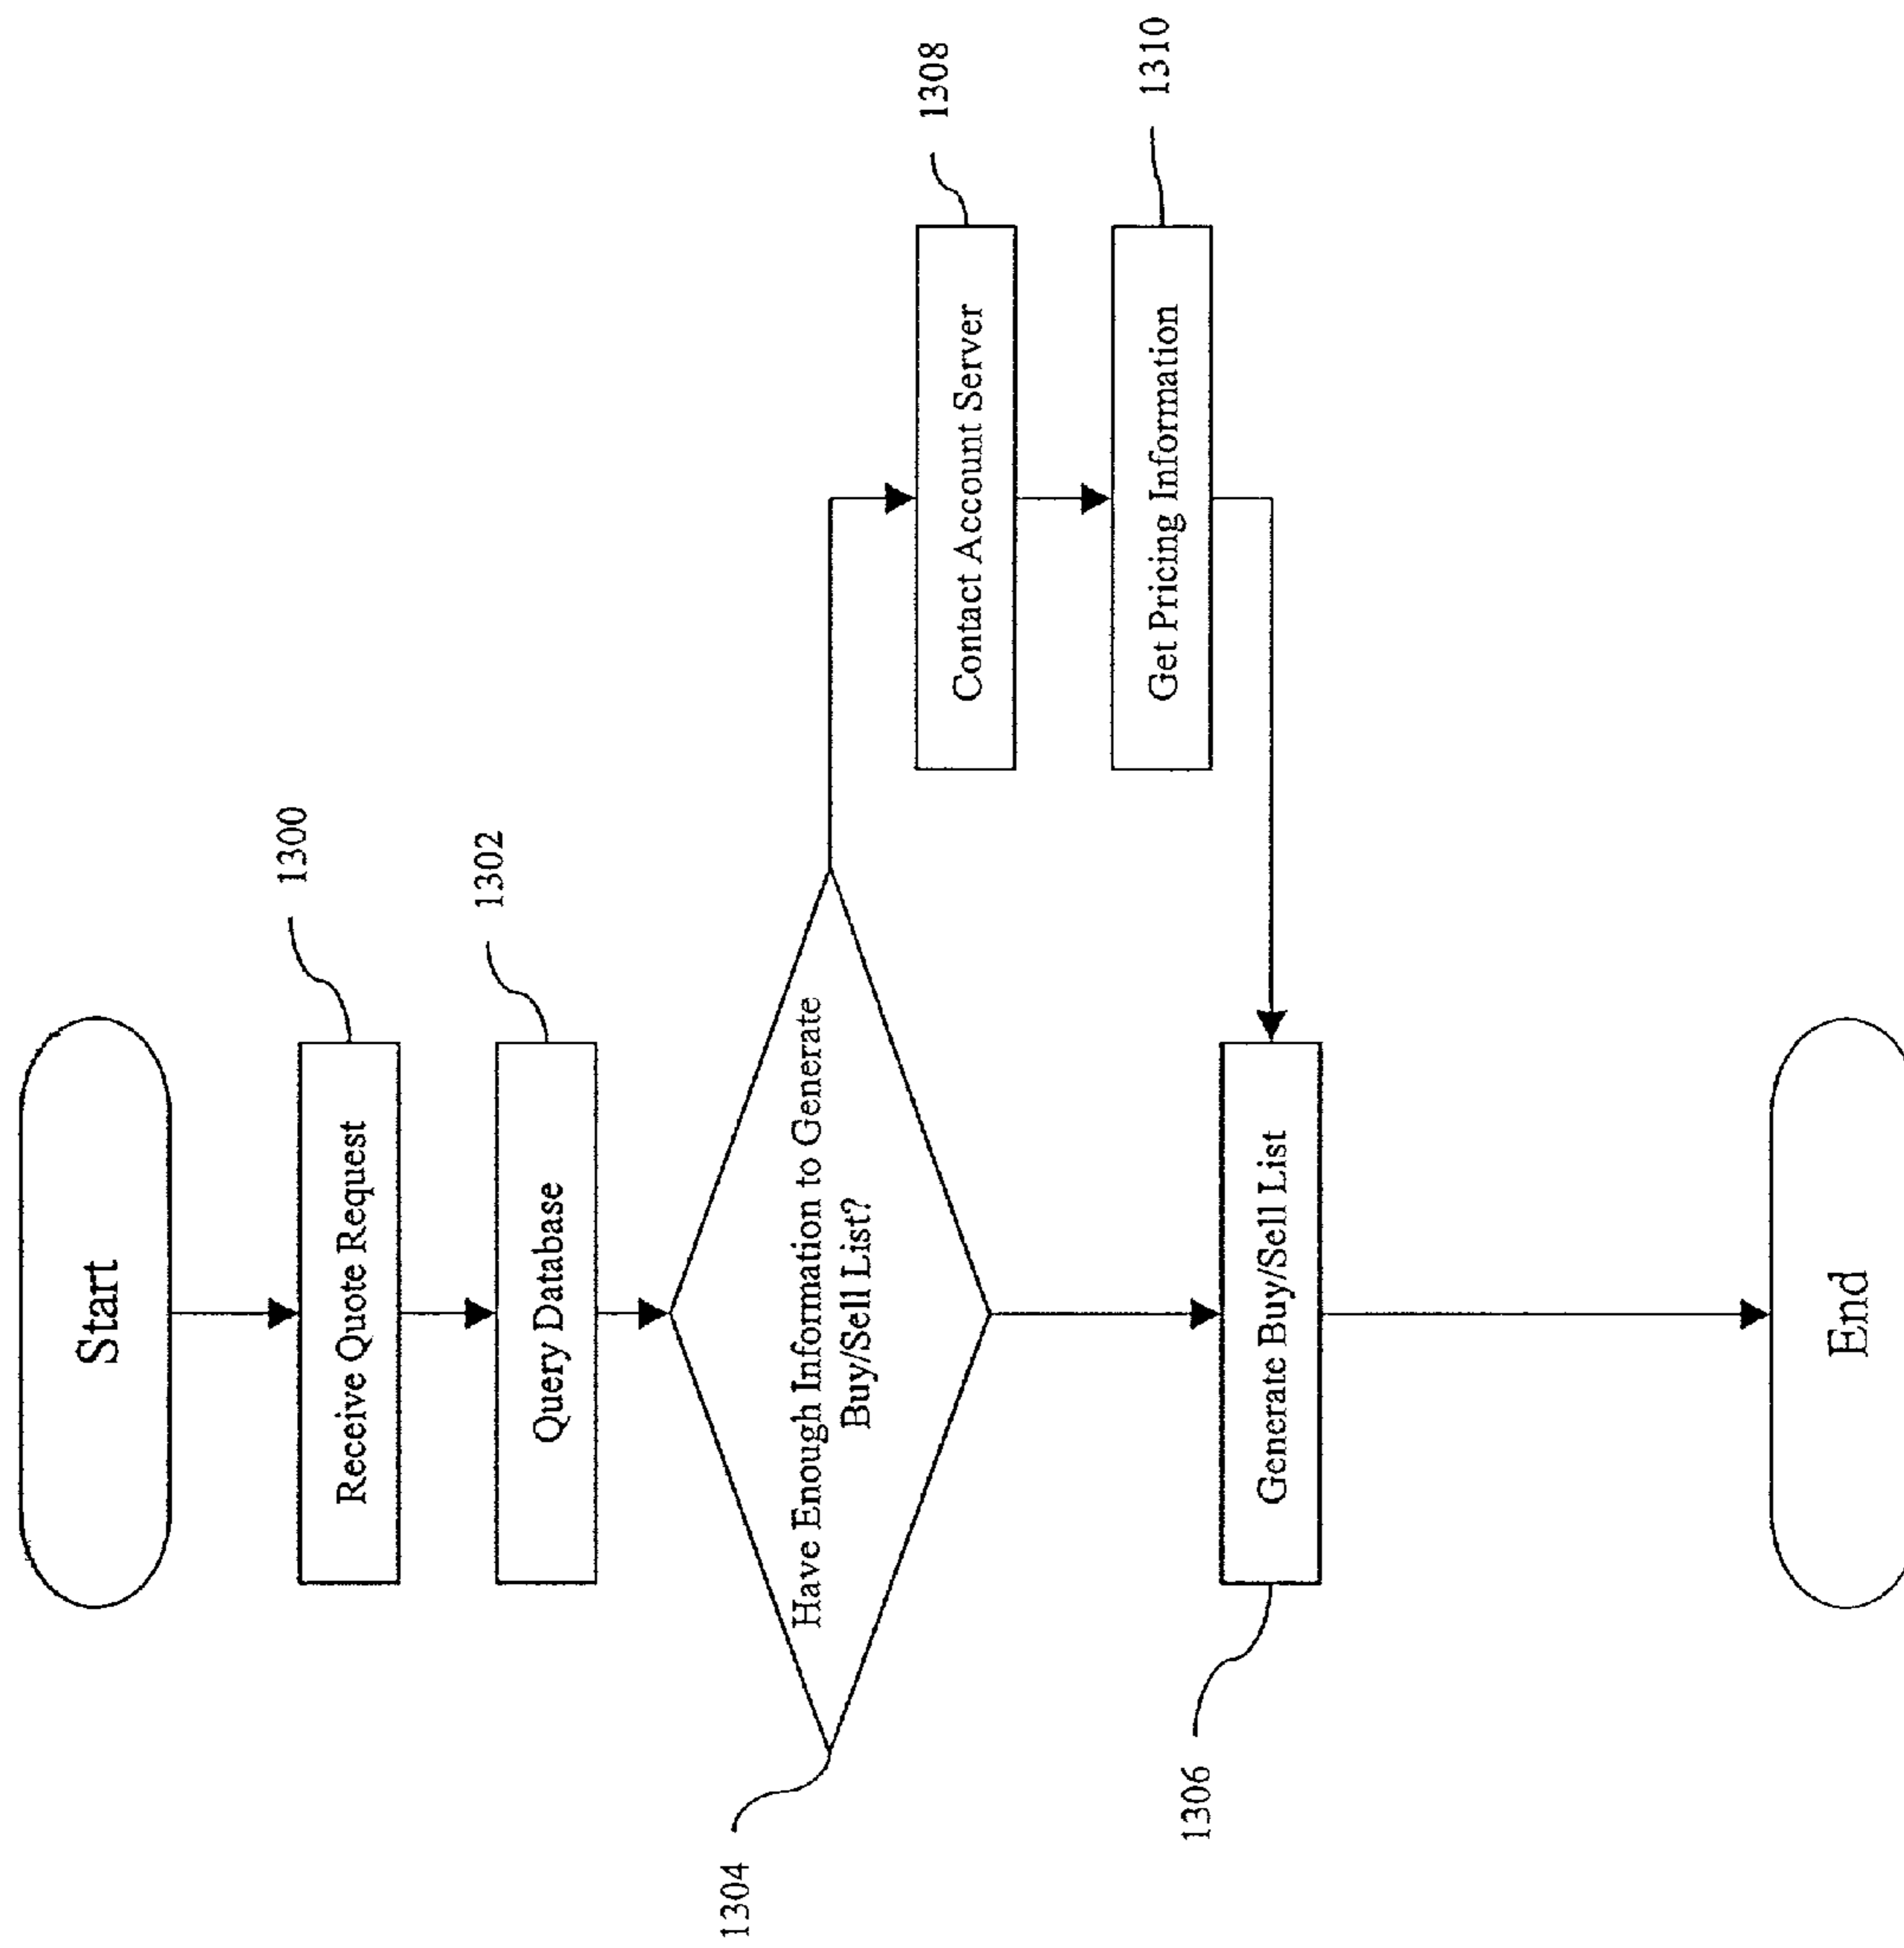 Start
1300
Receive Quote Request
1302
Query Database
1304
Have Enough Information to Generate
Buy/Sell List?
1308
Contact Account Server
1310
Get Pricing Information
1306
Generate Buy/Sell List
End